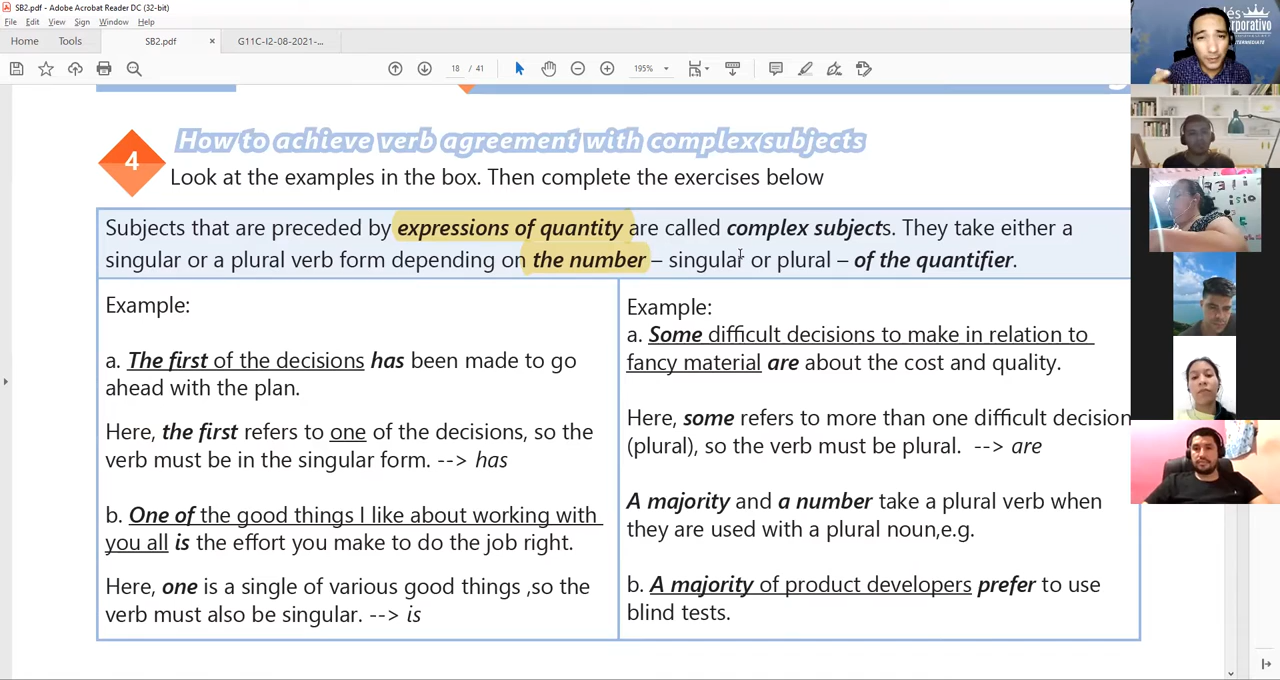 SB2.pdf - Adobe Acrobat Reader DC (32-bit)
File Edit View Sign Window Help
Home Tools SB2.pdf × G11C-I2-08-2021-...
18 / 41 195%
4
How to achieve verb agreement with complex subjects
Look at the examples in the box. Then complete the exercises below
Subjects that are preceded by expressions of quantity are called complex subjects. They take either a
singular or a plural verb form depending on the number – singular or plural – of the quantifier.
Example:
a. The first of the decisions has been made to go
ahead with the plan.
Here, the first refers to one of the decisions, so the
verb must be in the singular form. --> has
b. One of the good things I like about working with
you all is the effort you make to do the job right.
Here, one is a single of various good things ,so the
verb must also be singular. --> is
Example:
a. Some difficult decisions to make in relation to
fancy material are about the cost and quality.
Here, some refers to more than one difficult decision
(plural), so the verb must be plural. --> are
A majority and a number take a plural verb when
they are used with a plural noun,e.g.
b. A majority of product developers prefer to use
blind tests.